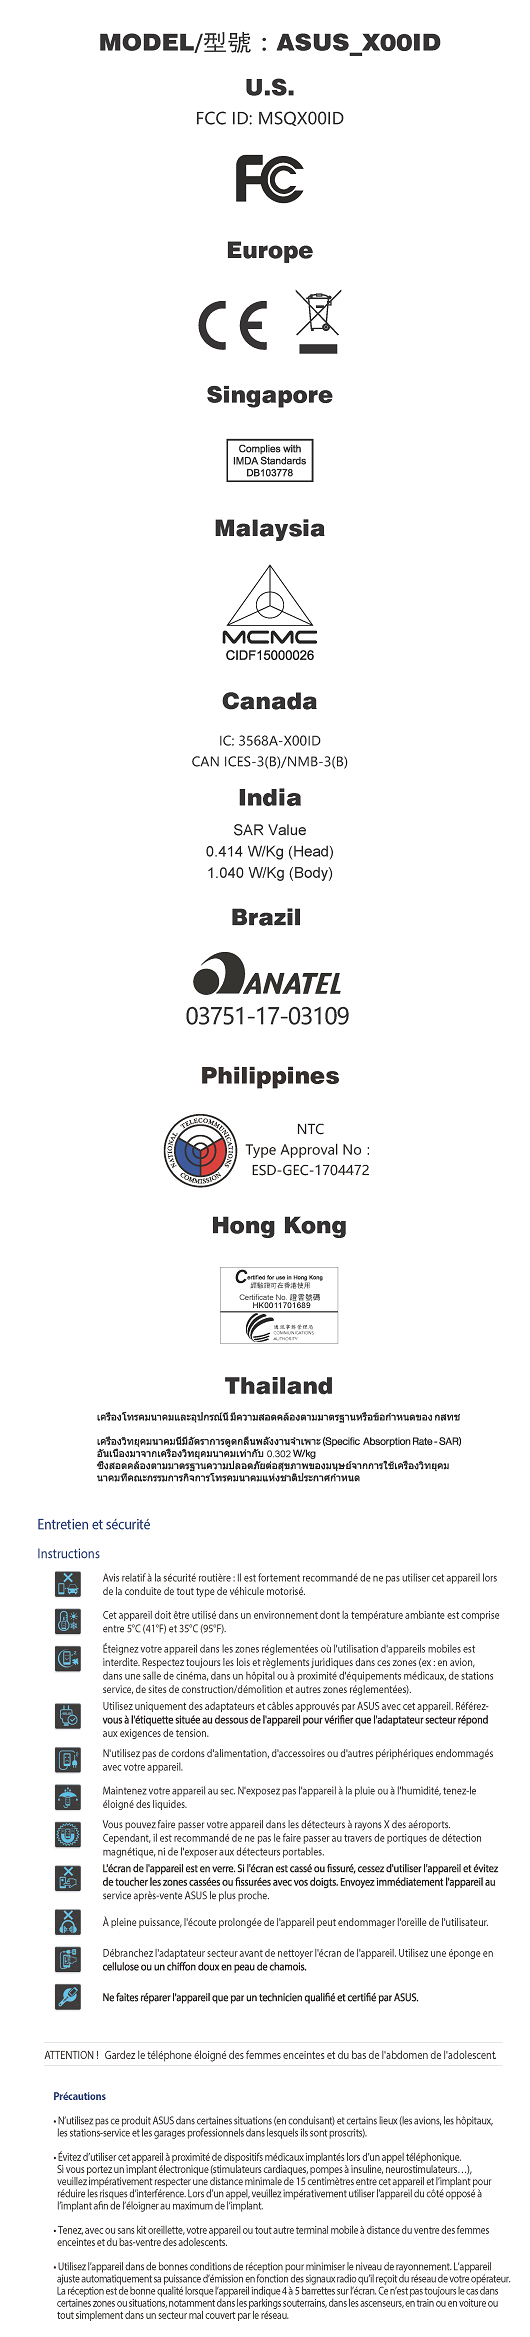 MODEL/型號：ASUS_X00ID
U.S.
FCC ID: MSQX00ID
FC
Europe
CE
Singapore
Complies with
IMDA Standards
DB103778
Malaysia
MCMC
CIDF15000026
Canada
IC: 3568A-X00ID
CAN ICES-3(B)/NMB-3(B)
India
SAR Value
0.414 W/Kg (Head)
1.040 W/Kg (Body)
Brazil
ANATEL
03751-17-03109
Philippines
NATIONAL TELECOMMUNICATIONS COMMISSION
NTC
Type Approval No :
ESD-GEC-1704472
Hong Kong
Certified for use in Hong Kong
經驗證可在香港使用
Certificate No. 證書號碼
HK0011701689
通訊事務管理局
COMMUNICATIONS
AUTHORITY
Thailand
เครื่องโทรคมนาคมและอุปกรณ์นี้ มีความสอดคล้องตามมาตรฐานหรือข้อกำหนดของ กสทช
เครื่องวิทยุคมนาคมนี้มีอัตราการดูดกลืนพลังงานจำเพาะ (Specific Absorption Rate - SAR)
อันเนื่องมาจากเครื่องวิทยุคมนาคมเท่ากับ 0.302 W/kg
ซึ่งสอดคล้องตามมาตรฐานความปลอดภัยต่อสุขภาพของมนุษย์จากการใช้เครื่องวิทยุคม
นาคมที่คณะกรรมการกิจการโทรคมนาคมแห่งชาติประกาศกำหนด
Entretien et sécurité
Instructions
Avis relatif à la sécurité routière : Il est fortement recommandé de ne pas utiliser cet appareil lors
de la conduite de tout type de véhicule motorisé.
Cet appareil doit être utilisé dans un environnement dont la température ambiante est comprise
entre 5°C (41°F) et 35°C (95°F).
Éteignez votre appareil dans les zones réglementées où l'utilisation d'appareils mobiles est
interdite. Respectez toujours les lois et règlements juridiques dans ces zones (ex : en avion,
dans une salle de cinéma, dans un hôpital ou à proximité d'équipements médicaux, de stations
service, de sites de construction/démolition et autres zones réglementées).
Utilisez uniquement des adaptateurs et câbles approuvés par ASUS avec cet appareil. Référez-
vous à l'étiquette située au dessous de l'appareil pour vérifier que l'adaptateur secteur répond
aux exigences de tension.
N'utilisez pas de cordons d'alimentation, d'accessoires ou d'autres périphériques endommagés
avec votre appareil.
Maintenez votre appareil au sec. N'exposez pas l'appareil à la pluie ou à l'humidité, tenez-le
éloigné des liquides.
Vous pouvez faire passer votre appareil dans les détecteurs à rayons X des aéroports.
Cependant, il est recommandé de ne pas le faire passer au travers de portiques de détection
magnétique, ni de l'exposer aux détecteurs portables.
L'écran de l'appareil est en verre. Si l'écran est cassé ou fissuré, cessez d'utiliser l'appareil et évitez
de toucher les zones cassées ou fissurées avec vos doigts. Envoyez immédiatement l'appareil au
service après-vente ASUS le plus proche.
À pleine puissance, l'écoute prolongée de l'appareil peut endommager l'oreille de l'utilisateur.
Débranchez l'adaptateur secteur avant de nettoyer l'écran de l'appareil. Utilisez une éponge en
cellulose ou un chiffon doux en peau de chamois.
Ne faites réparer l'appareil que par un technicien qualifié et certifié par ASUS.
ATTENTION ! Gardez le téléphone éloigné des femmes enceintes et du bas de l'abdomen de l'adolescent.
Précautions
• N'utilisez pas ce produit ASUS dans certaines situations (en conduisant) et certains lieux (les avions, les hôpitaux,
les stations-service et les garages professionnels dans lesquels ils sont proscrits).
• Évitez d'utiliser cet appareil à proximité de dispositifs médicaux implantés lors d'un appel téléphonique.
Si vous portez un implant électronique (stimulateurs cardiaques, pompes à insuline, neurostimulateurs…),
veuillez impérativement respecter une distance minimale de 15 centimètres entre cet appareil et l'implant pour
réduire les risques d'interférence. Lors d'un appel, veuillez impérativement utiliser l'appareil du côté opposé à
l'implant afin de l'éloigner au maximum de l'implant.
• Tenez, avec ou sans kit oreillette, votre appareil ou tout autre terminal mobile à distance du ventre des femmes
enceintes et du bas-ventre des adolescents.
• Utilisez l'appareil dans de bonnes conditions de réception pour minimiser le niveau de rayonnement. L'appareil
ajuste automatiquement sa puissance d'émission en fonction des signaux radio qu'il reçoit du réseau de votre opérateur.
La réception est de bonne qualité lorsque l'appareil indique 4 à 5 barrettes sur l'écran. Ce n'est pas toujours le cas dans
certaines zones ou situations, notamment dans les parkings souterrains, dans les ascenseurs, en train ou en voiture ou
tout simplement dans un secteur mal couvert par le réseau.